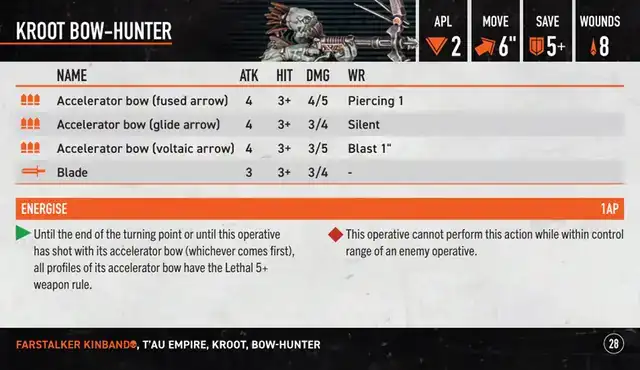 KROOT BOW-HUNTER
APL MOVE SAVE WOUNDS
2 6" 5+ 8
NAME ATK HIT DMG WR
Accelerator bow (fused arrow) 4 3+ 4/5 Piercing 1
Accelerator bow (glide arrow) 4 3+ 3/4 Silent
Accelerator bow (voltaic arrow) 4 3+ 3/5 Blast 1"
Blade 3 3+ 3/4 -
ENERGISE 1AP
Until the end of the turning point or until this operative
has shot with its accelerator bow (whichever comes first),
all profiles of its accelerator bow have the Lethal 5+
weapon rule.
This operative cannot perform this action while within control
range of an enemy operative.
FARSTALKER KINBAND, T'AU EMPIRE, KROOT, BOW-HUNTER
28